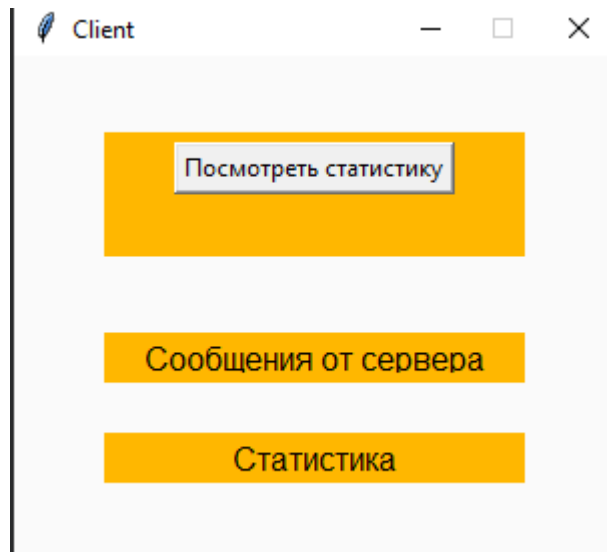 Client
Посмотреть статистику
Сообщения от сервера
Статистика